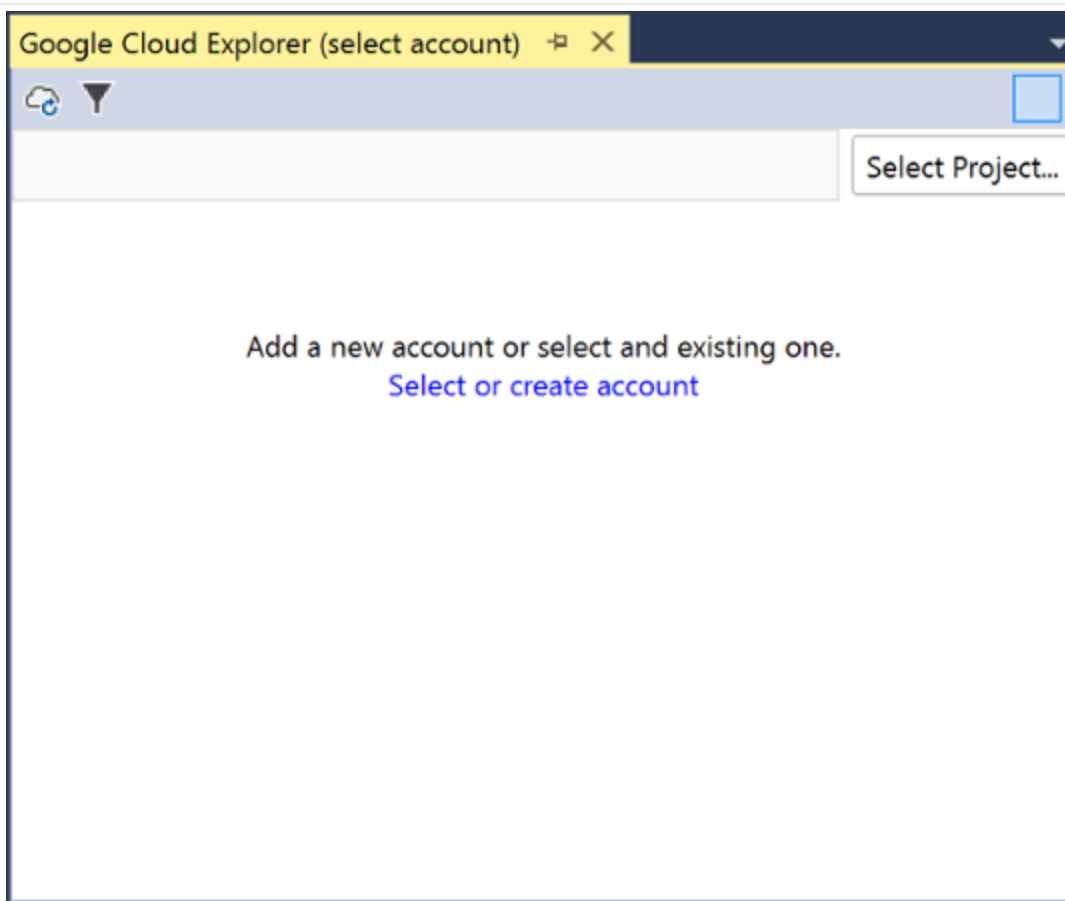 Google Cloud Explorer (select account)
Select Project...
Add a new account or select and existing one.
Select or create account